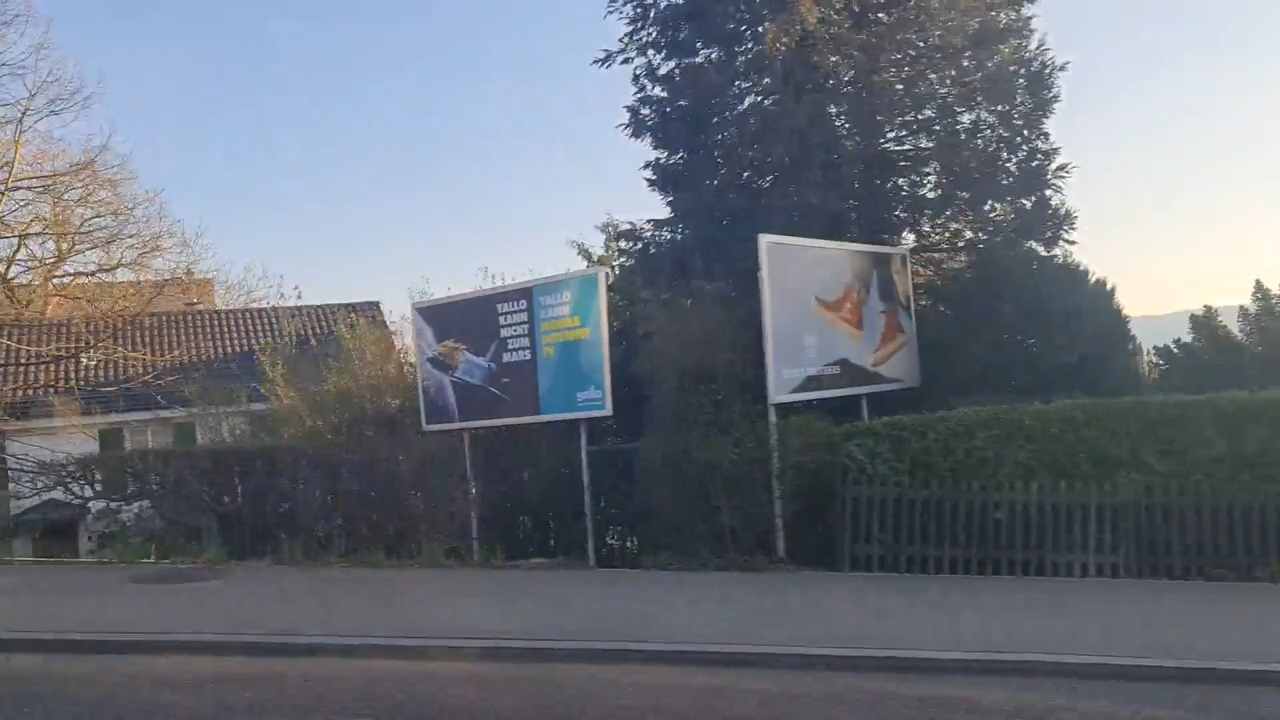 YALLO
KANN
NICHT
ZUM
MARS
YALLO
KANN
MOBILE
INTERNET
TV
yallo